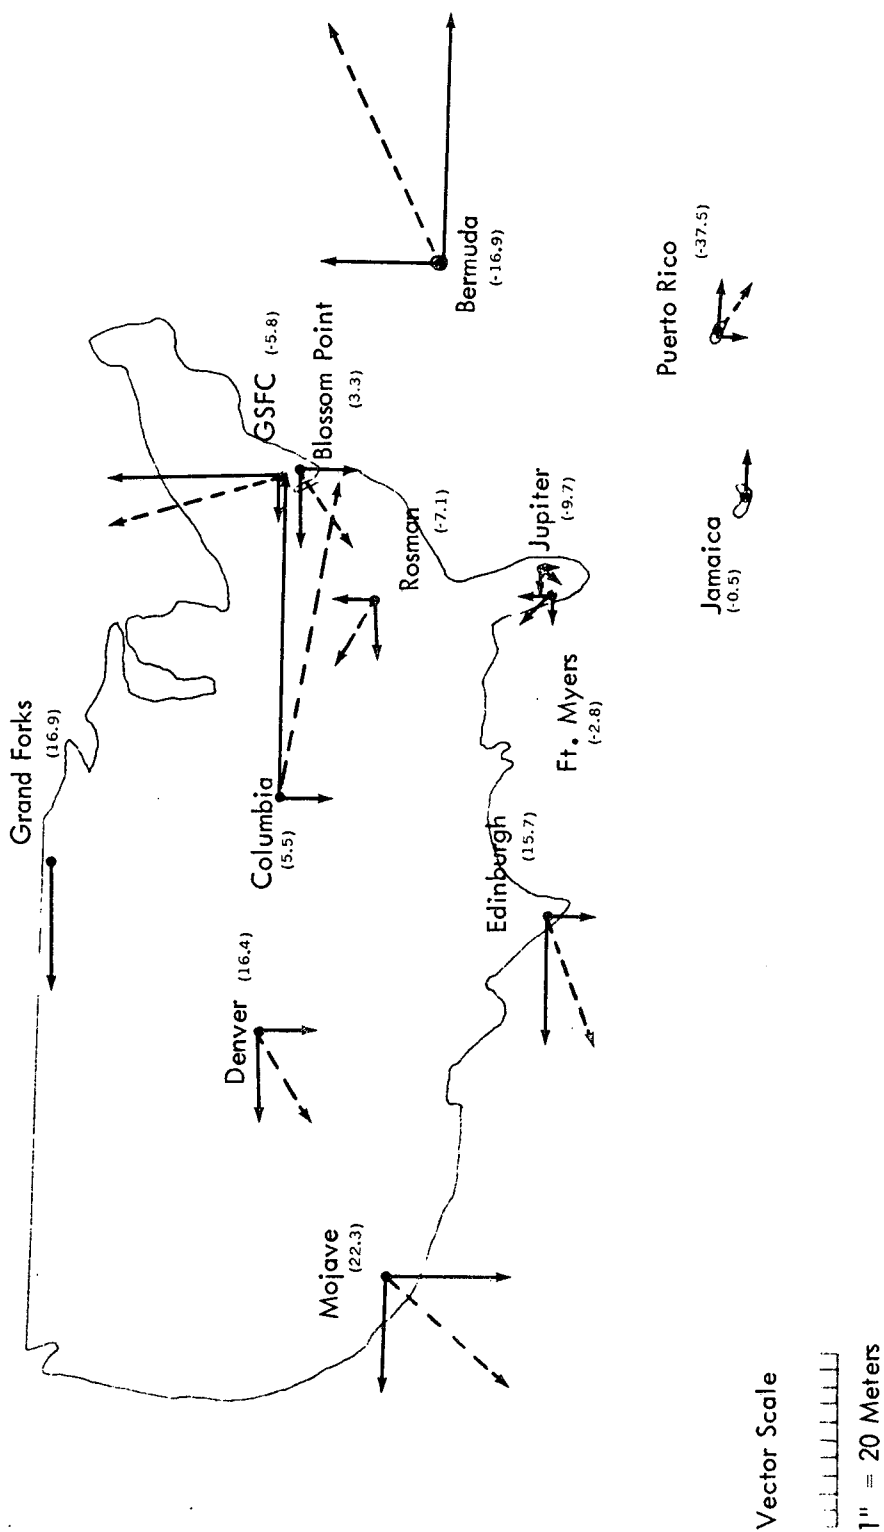 Grand Forks
(16.9)
GSFC (-5.8)
Blossom Point
(3.3)
Bermuda
(-16.9)
Denver (16.4)
Columbia
(5.5)
Rosman
(-7.1)
Mojave
(22.3)
Edinburgh
(15.7)
Jupiter
(-9.7)
Ft. Myers
(-2.8)
Puerto Rico
(-37.5)
Jamaica
(-0.5)
Vector Scale
1" = 20 Meters